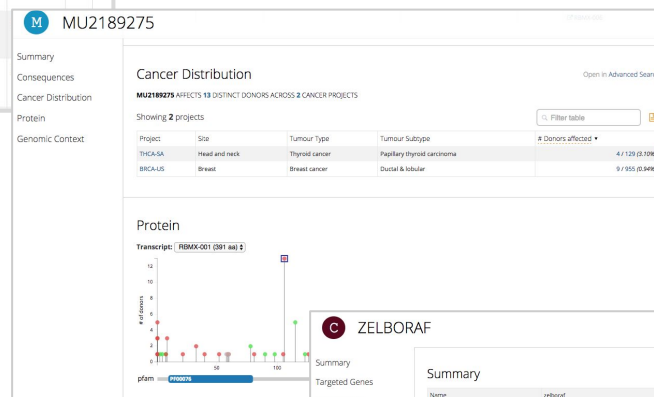 M MU2189275
Summary
Consequences
Cancer Distribution
Protein
Genomic Context
Cancer Distribution
Open in Advanced Sear
MU2189275 AFFECTS 13 DISTINCT DONORS ACROSS 2 CANCER PROJECTS
Showing 2 projects
Filter table
Project Site Tumour Type Tumour Subtype # Donors affected
THCA-SA Head and neck Thyroid cancer Papillary thyroid carcinoma 4 / 129 (3.10%
BRCA-US Breast Breast cancer Ductal & lobular 9 / 955 (0.94%
Protein
Transcript: RBMX-001 (391 aa)
# of donors
12
10
8
6
4
2
0
50 100
pfam PF00076
C ZELBORAF
Summary
Targeted Genes
Summary
Name zelboraf